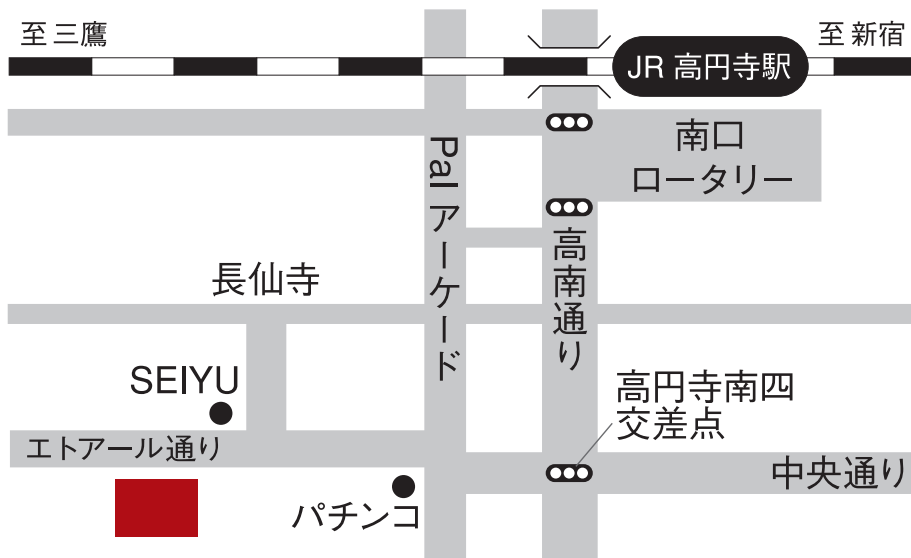 至 三鷹
至 新宿
JR 高円寺駅
南口
ロータリー
Pal アーケード
高南通り
長仙寺
SEIYU
高円寺南四
交差点
エトアール通り
中央通り
パチンコ